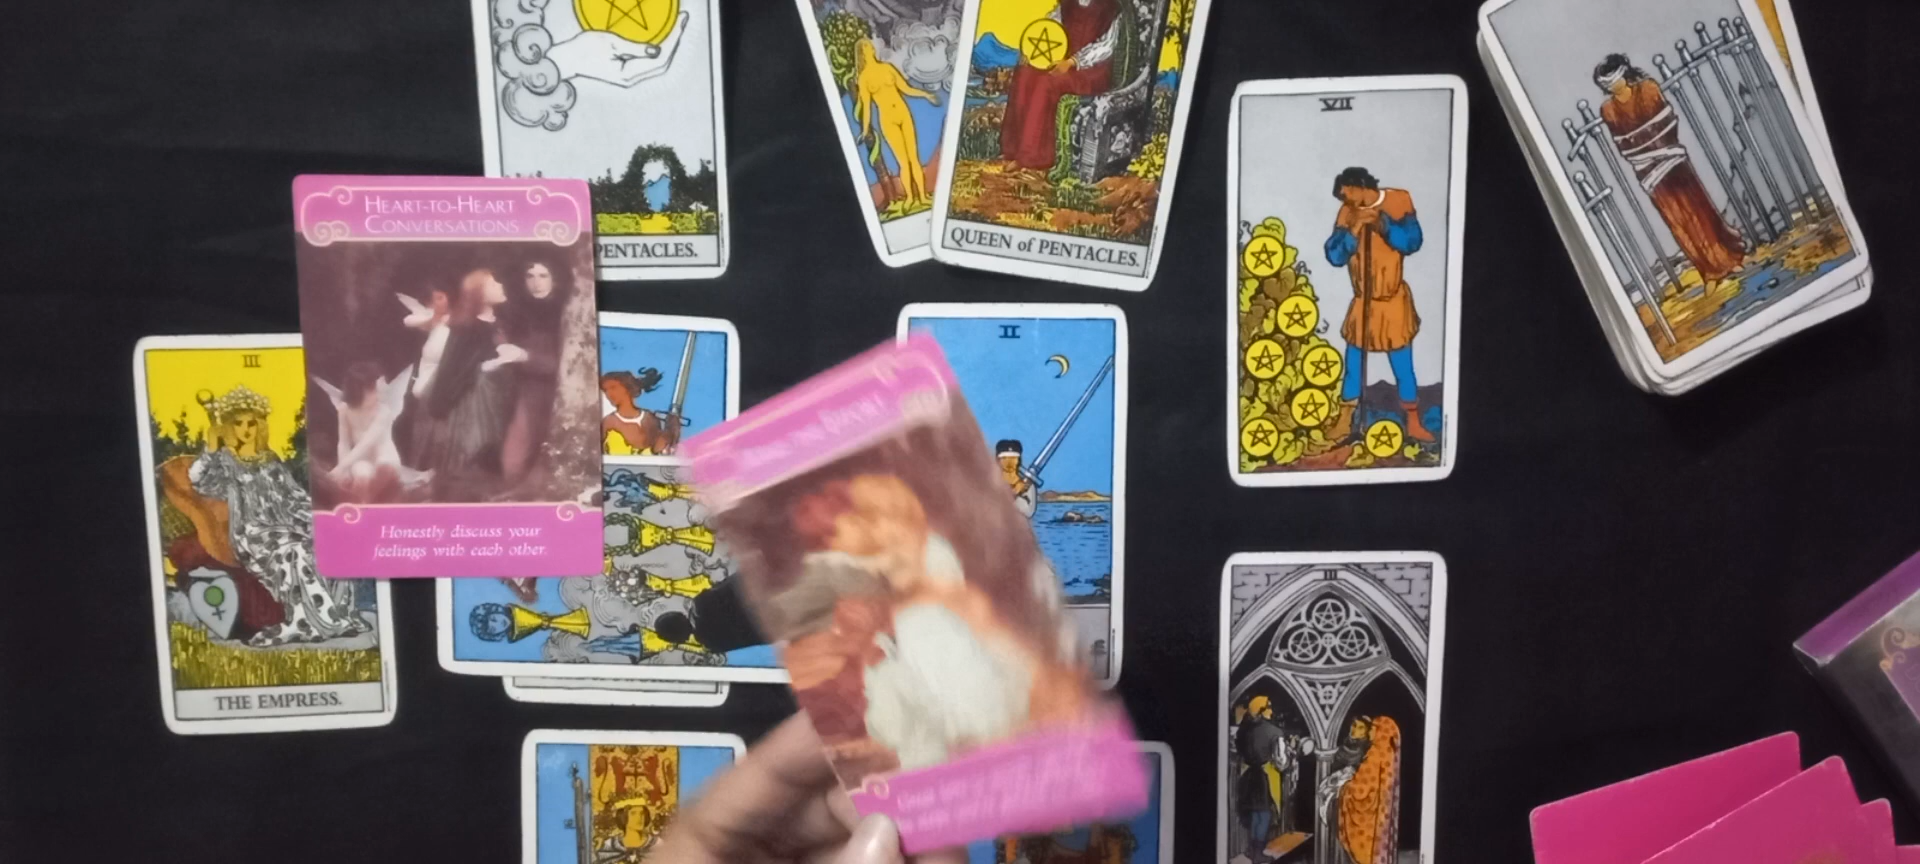 PENTACLES.
QUEEN of PENTACLES.
VII
HEART-TO-HEART
CONVERSATIONS
Honestly discuss your
feelings with each other.
III
THE EMPRESS.
II
III